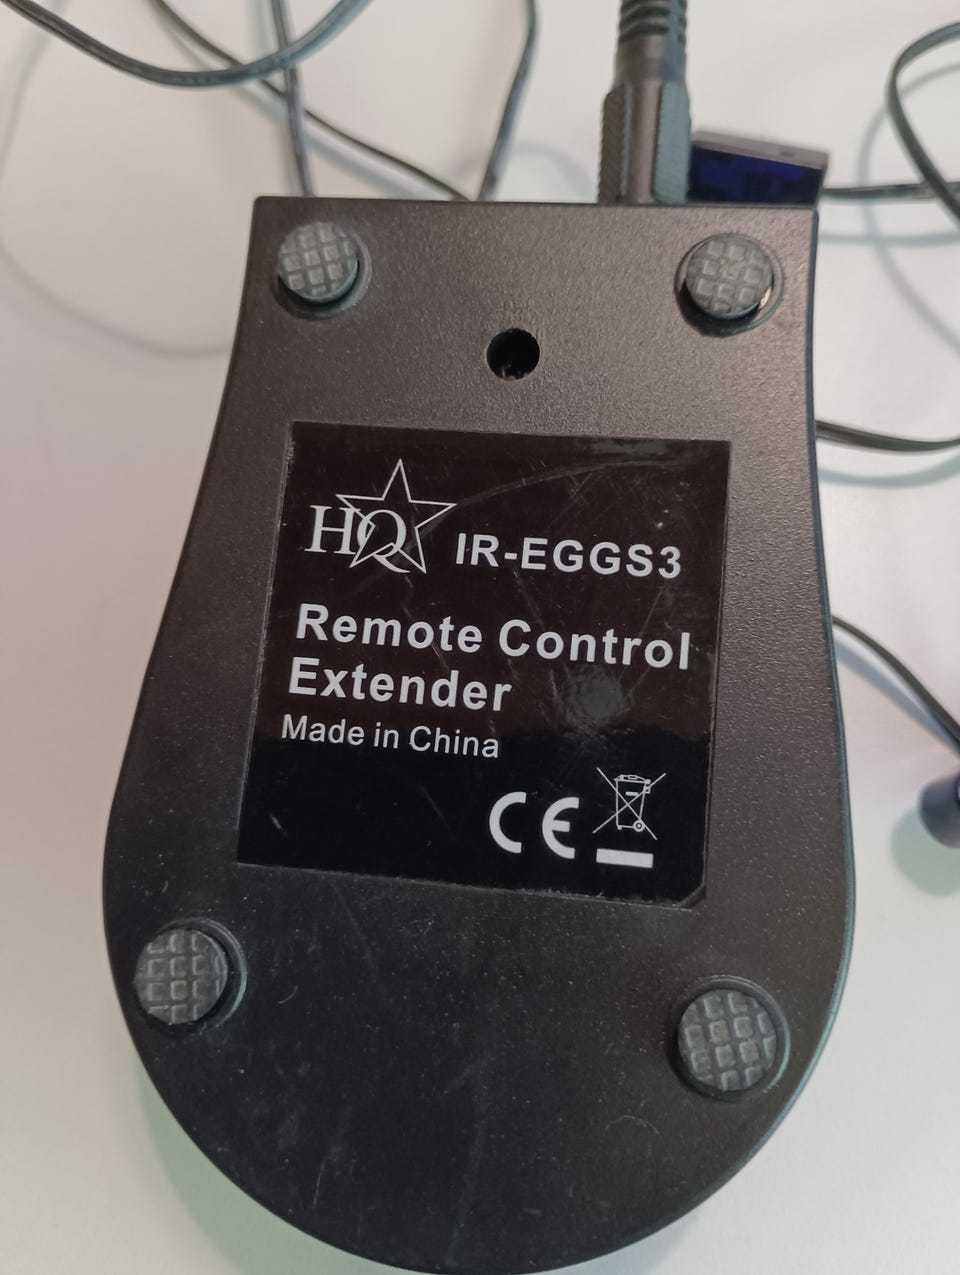 HQ IR-EGGS3
Remote Control
Extender
Made in China
CE